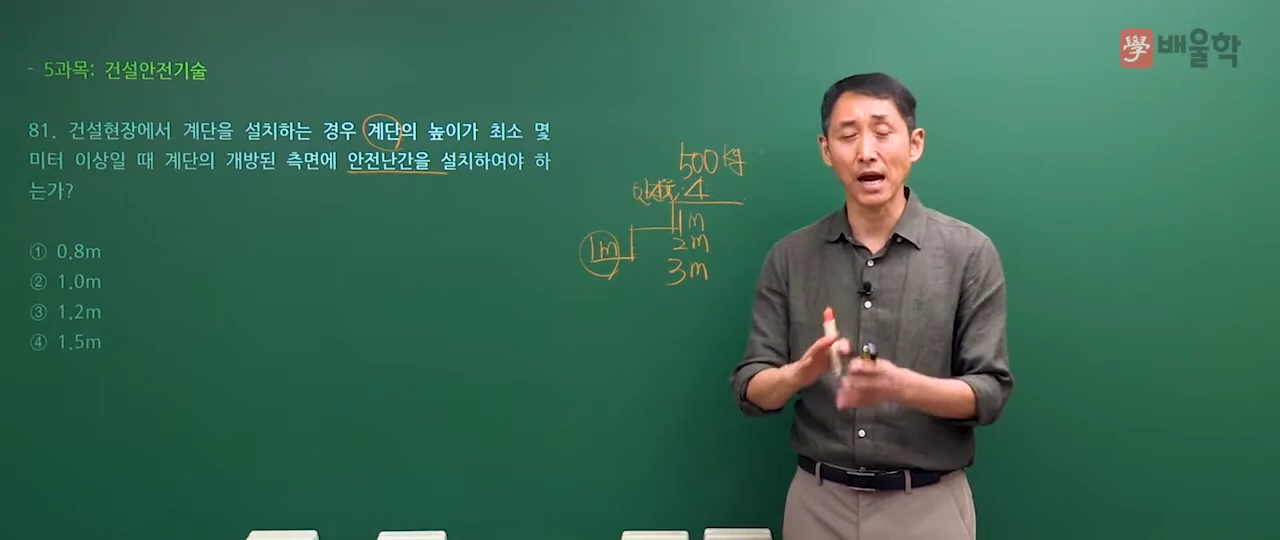 學 배울학
- 5과목: 건설안전기술
81. 건설현장에서 계단을 설치하는 경우 계단의 높이가 최소 몇
미터 이상일 때 계단의 개방된 측면에 안전난간을 설치하여야 하
는가?
① 0.8m
② 1.0m
③ 1.2m
④ 1.5m
500kg
4
1m
1m
2m
3m